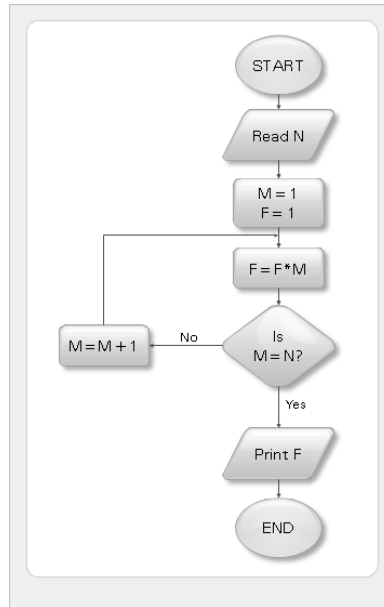 START
Read N
M = 1
F = 1
F = F*M
Is
M = N?
No
M = M + 1
Yes
Print F
END